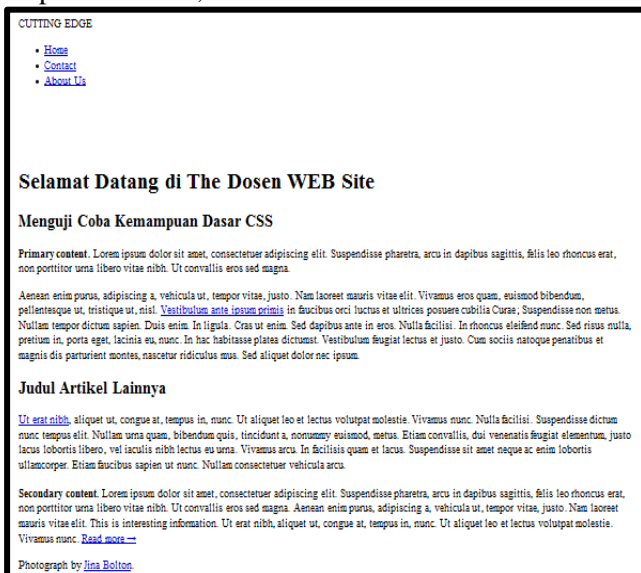 CUTTING EDGE
• Home
• Contact
• About Us
Selamat Datang di The Dosen WEB Site
Menguji Coba Kemampuan Dasar CSS
Primary content. Lorem ipsum dolor sit amet, consectetuer adipiscing elit. Suspendisse pharetra, arcu in dapibus sagittis, felis leo rhoncus erat,
non porttitor urna libero vitae nibh. Ut convallis eros sed magna.
Aenean enim purus, adipiscing a, vehicula ut, tempor vitae, justo. Nam laoreet mauris vitae elit. Vivamus eros quam, euismod bibendum,
pellentesque ut, tristique ut, nisl. Vestibulum ante ipsum primis in faucibus orci luctus et ultrices posuere cubilia Curae; Suspendisse non metus.
Nullam tempor dictum sapien. Duis enim. In ligula. Cras ut enim. Sed dapibus ante in eros. Nulla facilisi. In rhoncus eleifend nunc. Sed risus nulla,
pretium in, porta eget, lacinia eu, nunc. In hac habitasse platea dictumst. Vestibulum feugiat lectus et justo. Cum sociis natoque penatibus et
magnis dis parturient montes, nascetur ridiculus mus. Sed aliquet dolor nec ipsum.
Judul Artikel Lainnya
Ut erat nibh, aliquet ut, congue at, tempus in, nunc. Ut aliquet leo et lectus volutpat molestie. Vivamus nunc. Nulla facilisi. Suspendisse dictum
nunc tempus elit. Nullam urna quam, bibendum quis, tincidunt a, nonummy euismod, metus. Etiam convallis, dui venenatis feugiat elementum, justo
lacus lobortis libero, vel iaculis nibh lectus eu urna. Vivamus arcu. In facilisis quam et lacus. Suspendisse sit amet neque ac enim lobortis
ullamcorper. Etiam faucibus sapien ut nunc. Nullam consectetuer vehicula arcu.
Secondary content. Lorem ipsum dolor sit amet, consectetuer adipiscing elit. Suspendisse pharetra, arcu in dapibus sagittis, felis leo rhoncus erat,
non porttitor urna libero vitae nibh. Ut convallis eros sed magna. Aenean enim purus, adipiscing a, vehicula ut, tempor vitae, justo. Nam laoreet
mauris vitae elit. This is interesting information. Ut erat nibh, aliquet ut, congue at, tempus in, nunc. Ut aliquet leo et lectus volutpat molestie.
Vivamus nunc. Read more →
Photograph by Jina Bolton.